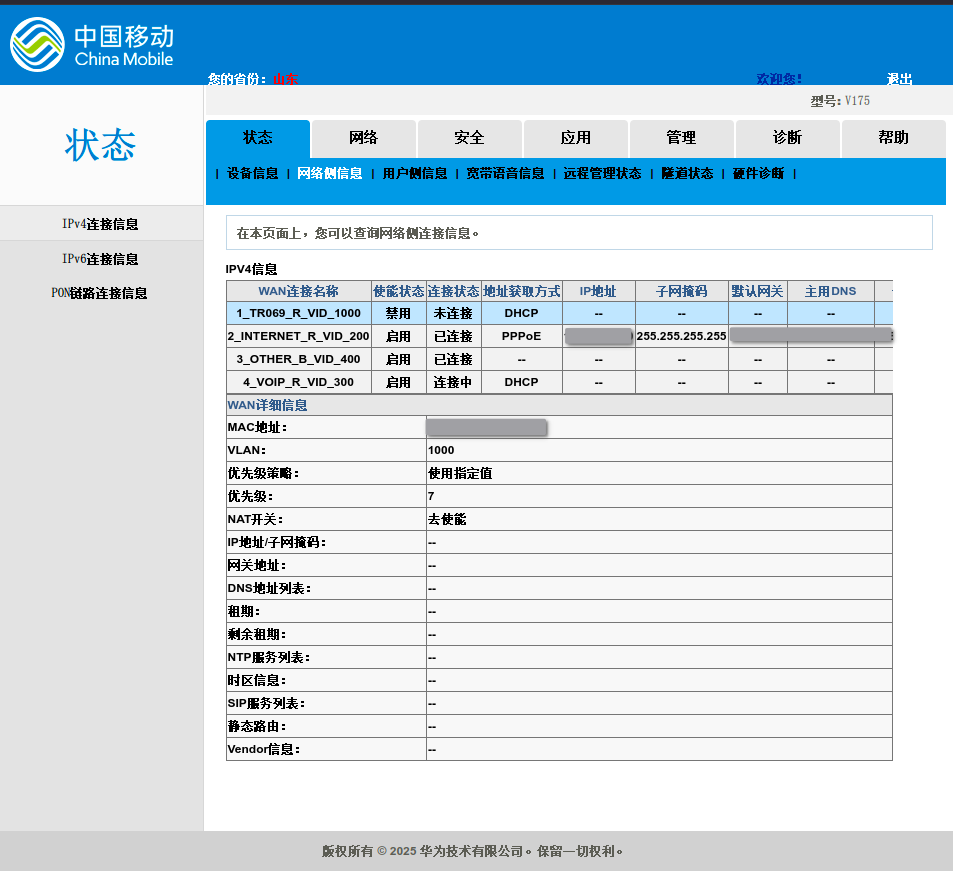 中国移动
China Mobile
您的省份：山东 欢迎您！ 退出
型号：V175
状态
状态 网络 安全 应用 管理 诊断 帮助
| 设备信息 | 网络侧信息 | 用户侧信息 | 宽带语音信息 | 远程管理状态 | 隧道状态 | 硬件诊断 |
IPv4连接信息
IPv6连接信息
PON链路连接信息
在本页面上，您可以查询网络侧连接信息。
IPV4信息
WAN连接名称 使能状态 连接状态 地址获取方式 IP地址 子网掩码 默认网关 主用DNS
1_TR069_R_VID_1000 禁用 未连接 DHCP -- -- -- --
2_INTERNET_R_VID_200 启用 已连接 PPPoE 255.255.255.255
3_OTHER_B_VID_400 启用 已连接 -- -- -- -- --
4_VOIP_R_VID_300 启用 连接中 DHCP -- -- -- --
WAN详细信息
MAC地址：
VLAN： 1000
优先级策略： 使用指定值
优先级： 7
NAT开关： 去使能
IP地址/子网掩码： --
网关地址： --
DNS地址列表： --
租期： --
剩余租期： --
NTP服务列表： --
时区信息： --
SIP服务列表： --
静态路由： --
Vendor信息： --
版权所有 © 2025 华为技术有限公司。保留一切权利。